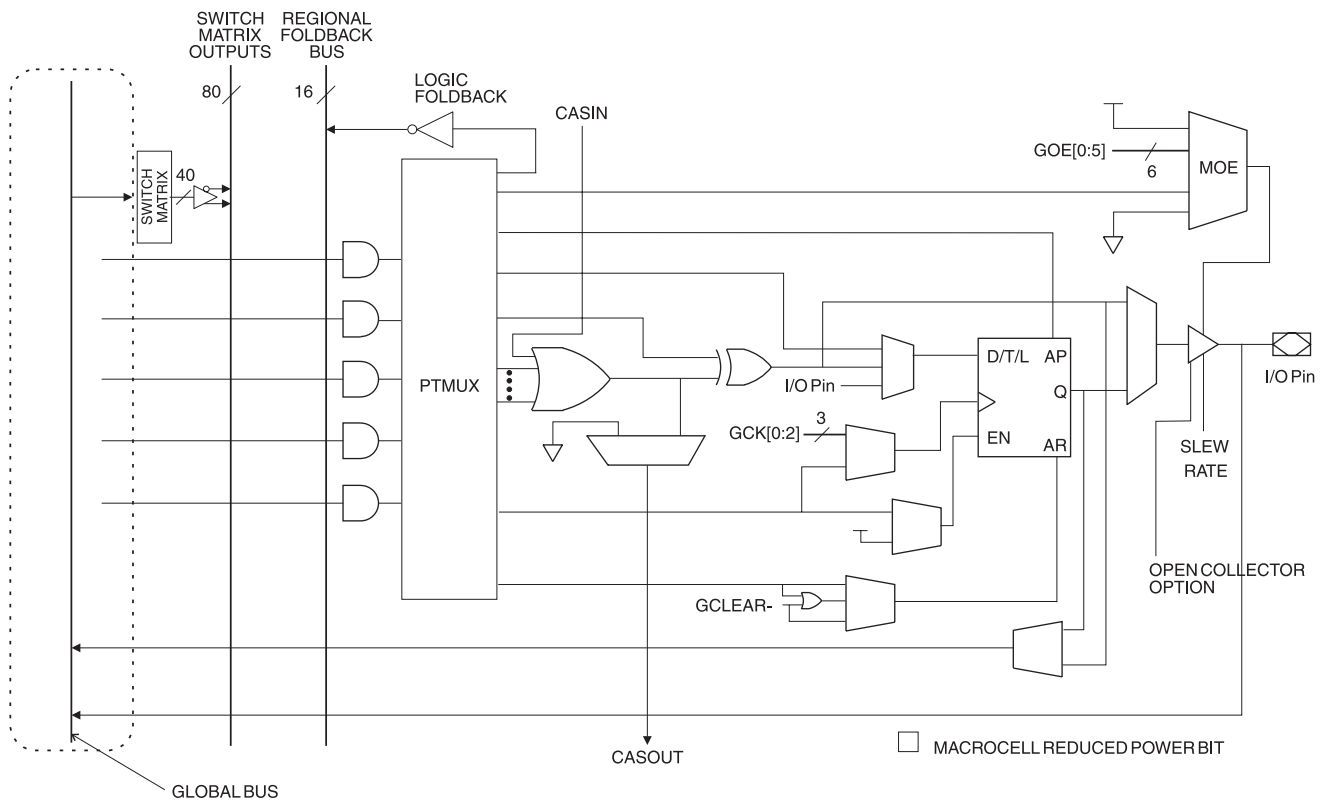 SWITCH
MATRIX
OUTPUTS
REGIONAL
FOLDBACK
BUS
80
16
LOGIC
FOLDBACK
CASIN
GOE[0:5]
6
MOE
SWITCH
MATRIX
40
PTMUX
I/O Pin
D/T/L
AP
Q
EN
AR
GCK[0:2]
3
I/O Pin
SLEW
RATE
OPEN COLLECTOR
OPTION
GCLEAR-
CASOUT
MACROCELL REDUCED POWER BIT
GLOBAL BUS